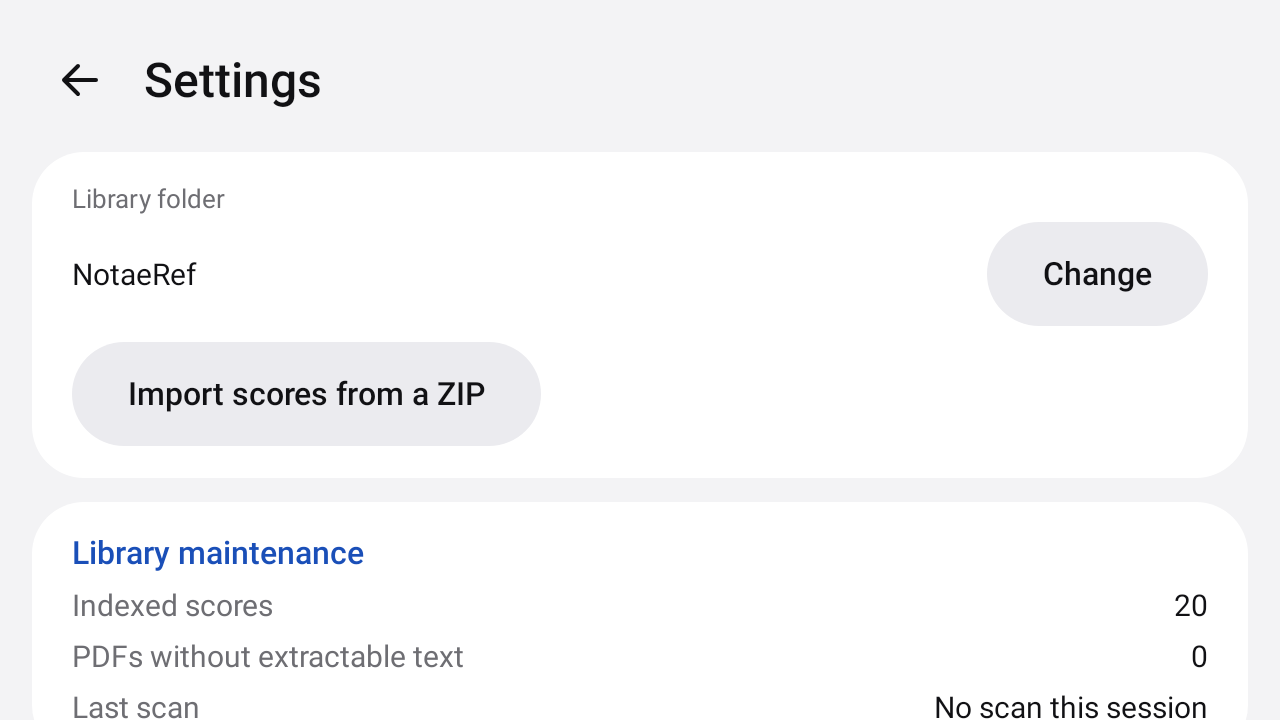 Settings
Library folder
NotaeRef
Change
Import scores from a ZIP
Library maintenance
Indexed scores 20
PDFs without extractable text 0
Last scan No scan this session